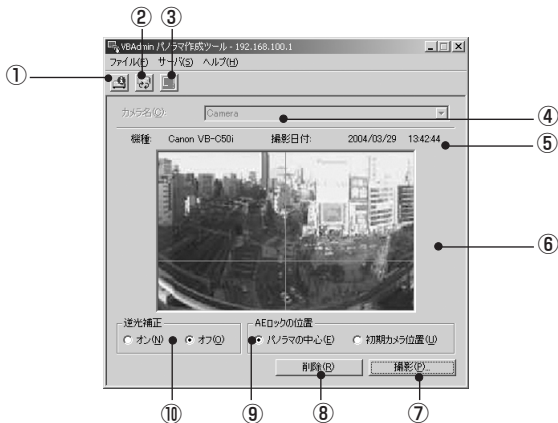 ① ② ③
VBAdmin パノラマ作成ツール - 192.168.100.1
ファイル(F) サーバ(S) ヘルプ(H)
カメラ名(C): Camera ④
機種: Canon VB-C50i 撮影日付: 2004/03/29 13:42:44 ⑤
⑥
逆光補正 AEロックの位置
オン(N) オフ(O) パノラマの中心(E) 初期カメラ位置(U)
削除(R) 撮影(P)...
⑩ ⑨ ⑧ ⑦